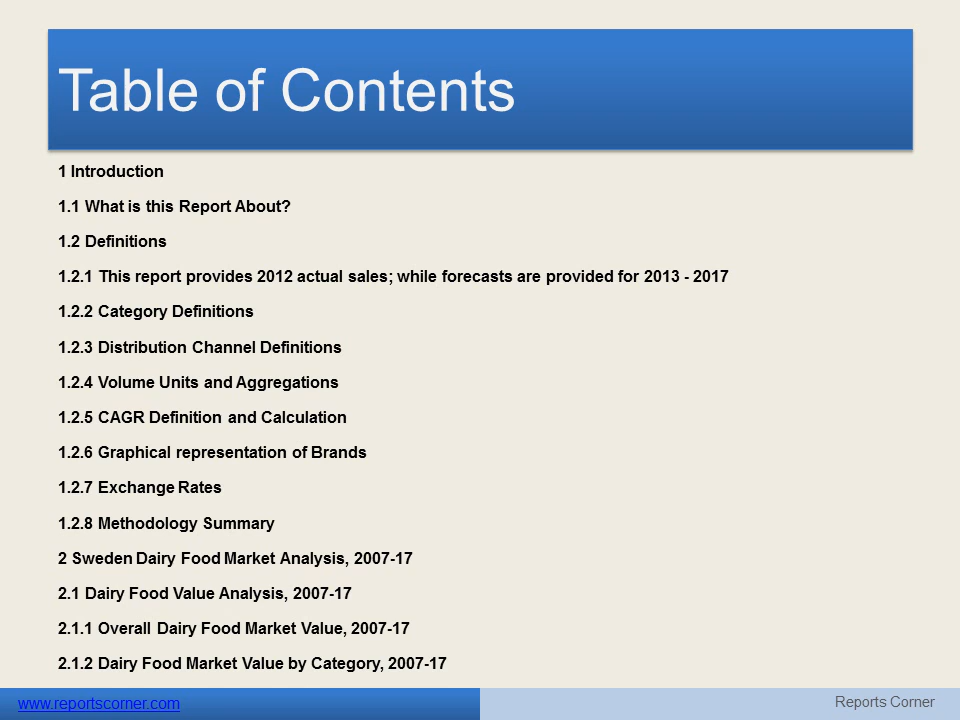 Table of Contents
1 Introduction
1.1 What is this Report About?
1.2 Definitions
1.2.1 This report provides 2012 actual sales; while forecasts are provided for 2013 - 2017
1.2.2 Category Definitions
1.2.3 Distribution Channel Definitions
1.2.4 Volume Units and Aggregations
1.2.5 CAGR Definition and Calculation
1.2.6 Graphical representation of Brands
1.2.7 Exchange Rates
1.2.8 Methodology Summary
2 Sweden Dairy Food Market Analysis, 2007-17
2.1 Dairy Food Value Analysis, 2007-17
2.1.1 Overall Dairy Food Market Value, 2007-17
2.1.2 Dairy Food Market Value by Category, 2007-17
www.reportscorner.com
Reports Corner